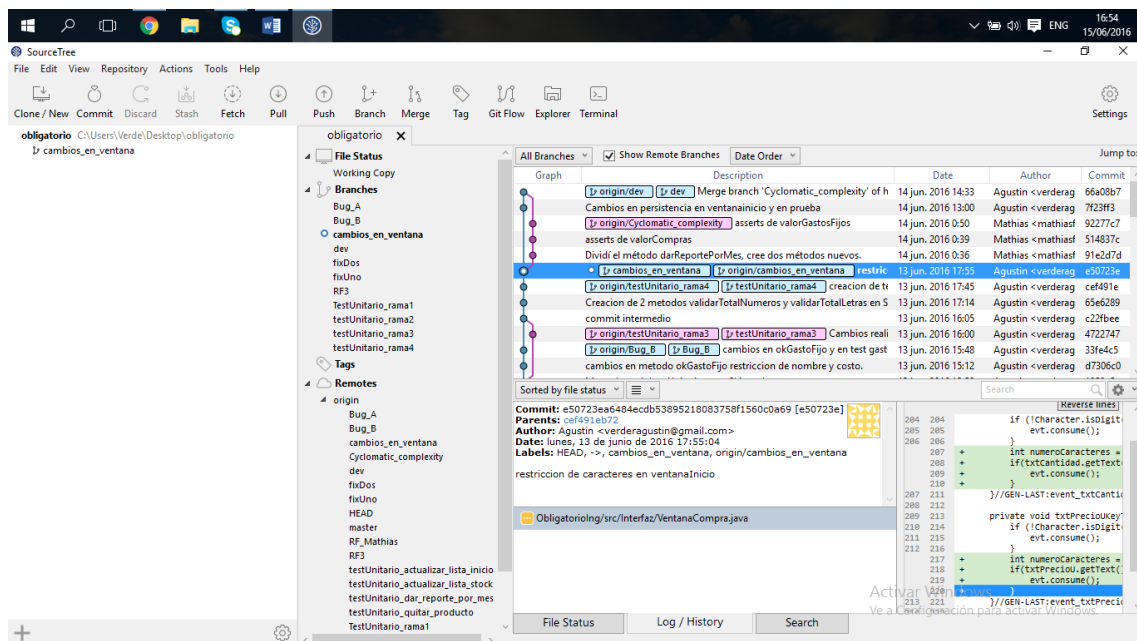 16:54
ENG
15/06/2016
SourceTree
File Edit View Repository Actions Tools Help
Clone / New Commit Discard Stash Fetch Pull Push Branch Merge Tag Git Flow Explorer Terminal Settings
obligatorio C:\Users\Verde\Desktop\obligatorio
cambios_en_ventana
obligatorio
File Status
Working Copy
Branches
Bug_A
Bug_B
cambios_en_ventana
dev
fixDos
fixUno
RF3
TestUnitario_rama1
testUnitario_rama2
testUnitario_rama3
testUnitario_rama4
Tags
Remotes
origin
Bug_A
Bug_B
cambios_en_ventana
Cyclomatic_complexity
dev
fixDos
fixUno
HEAD
master
RF_Mathias
RF3
testUnitario_actualizar_lista_inicio
testUnitario_actualizar_lista_stock
testUnitario_dar_reporte_por_mes
testUnitario_quitar_producto
TestUnitario_rama1
All Branches Show Remote Branches Date Order Jump to:
Graph Description Date Author Commit
origin/dev dev Merge branch 'Cyclomatic_complexity' of h 14 jun. 2016 14:33 Agustin <verderag 66a08b7
Cambios en persistencia en ventanainicio y en prueba 14 jun. 2016 13:00 Agustin <verderag 7f23ff3
origin/Cyclomatic_complexity asserts de valorGastosFijos 14 jun. 2016 0:50 Mathias <mathiasf 92277c7
asserts de valorCompras 14 jun. 2016 0:39 Mathias <mathiasf 514837c
Dividí el método darReportePorMes, cree dos métodos nuevos. 14 jun. 2016 0:36 Mathias <mathiasf 91e2d7d
cambios_en_ventana origin/cambios_en_ventana restric 13 jun. 2016 17:55 Agustin <verderag e50723e
origin/testUnitario_rama4 testUnitario_rama4 creacion de te 13 jun. 2016 17:45 Agustin <verderag cef491e
Creacion de 2 metodos validarTotalNumeros y validarTotalLetras en S 13 jun. 2016 17:14 Agustin <verderag 65e6289
commit intermedio 13 jun. 2016 16:05 Agustin <verderag c22fbee
origin/testUnitario_rama3 testUnitario_rama3 Cambios reali 13 jun. 2016 16:00 Agustin <verderag 4722747
origin/Bug_B Bug_B cambios en okGastoFijo y en test gast 13 jun. 2016 15:48 Agustin <verderag 33fe4c5
cambios en metodo okGastoFijo restriccion de nombre y costo. 13 jun. 2016 15:12 Agustin <verderag d7306c0
Sorted by file status Search
Commit: e50723ea6484ecdb53895218083758f1560c0a69 [e50723e]
Parents: cef491eb72
Author: Agustin <verderagustin@gmail.com>
Date: lunes, 13 de junio de 2016 17:55:04
Labels: HEAD, ->, cambios_en_ventana, origin/cambios_en_ventana
restriccion de caracteres en ventanaInicio
ObligatorioIng/src/Interfaz/VentanaCompra.java
Reverse lines
204 204 if (!Character.isDigit(
205 205 evt.consume();
206 206 }
207 + int numeroCaracteres =
208 + if(txtCantidad.getText(
209 + evt.consume();
210 + }
207 211 }//GEN-LAST:event_txtCantid
208 212
209 213 private void txtPrecioUKeyT
210 214 if (!Character.isDigit(
211 215 evt.consume();
212 216 }
217 + int numeroCaracteres =
218 + if(txtPrecioU.getText()
219 + evt.consume();
220 + }
213 221 }//GEN-LAST:event_txtPreci
Activar Windows
Ve a Configuración para activar Windows.
File Status Log / History Search